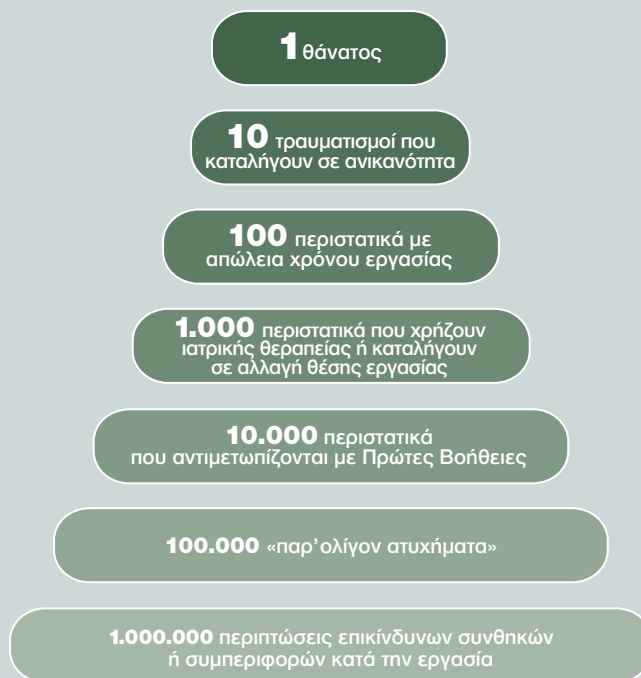 1 θάνατος
10 τραυματισμοί που
καταλήγουν σε ανικανότητα
100 περιστατικά με
απώλεια χρόνου εργασίας
1.000 περιστατικά που χρήζουν
ιατρικής θεραπείας ή καταλήγουν
σε αλλαγή θέσης εργασίας
10.000 περιστατικά
που αντιμετωπίζονται με Πρώτες Βοήθειες
100.000 «παρ’ολίγον ατυχήματα»
1.000.000 περιπτώσεις επικίνδυνων συνθηκών
ή συμπεριφορών κατά την εργασία